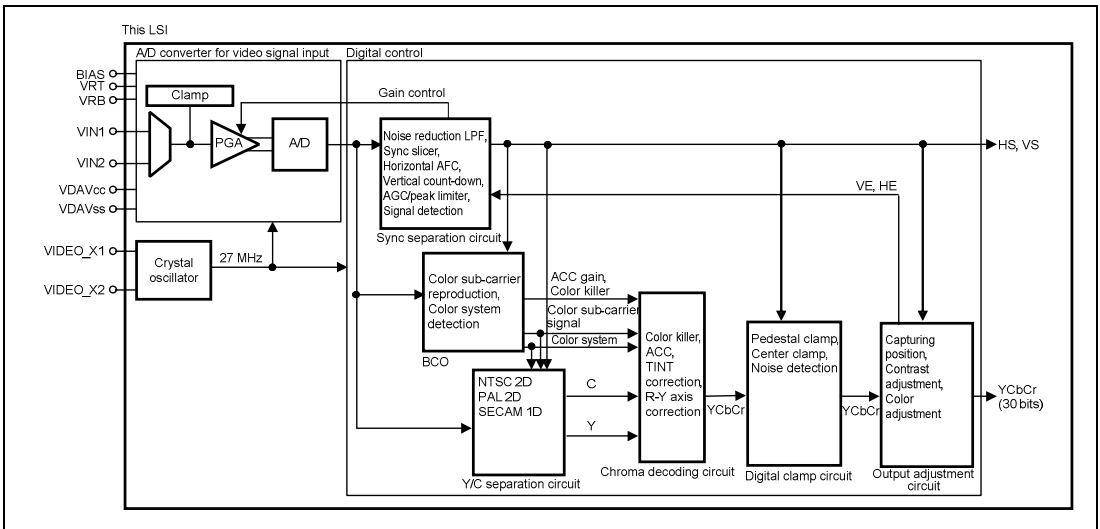 This LSI
A/D converter for video signal input
Digital control
BIAS
VRT
VRB
Clamp
Gain control
VIN1
PGA
A/D
VIN2
VDAVcc
VDAVss
Noise reduction LPF,
Sync slicer,
Horizontal AFC,
Vertical count-down,
AGC/peak limiter,
Signal detection
Sync separation circuit
HS, VS
VE, HE
VIDEO_X1
VIDEO_X2
Crystal
oscillator
27 MHz
Color sub-carrier
reproduction,
Color system
detection
BCO
ACC gain,
Color killer
Color sub-carrier
signal
Color system
NTSC 2D
PAL 2D
SECAM 1D
Y/C separation circuit
C
Y
Color killer,
ACC,
TINT
correction,
R-Y axis
correction
Chroma decoding circuit
YCbCr
Pedestal clamp,
Center clamp,
Noise detection
Digital clamp circuit
YCbCr
Capturing
position,
Contrast
adjustment,
Color
adjustment
Output adjustment
circuit
YCbCr
(30 bits)